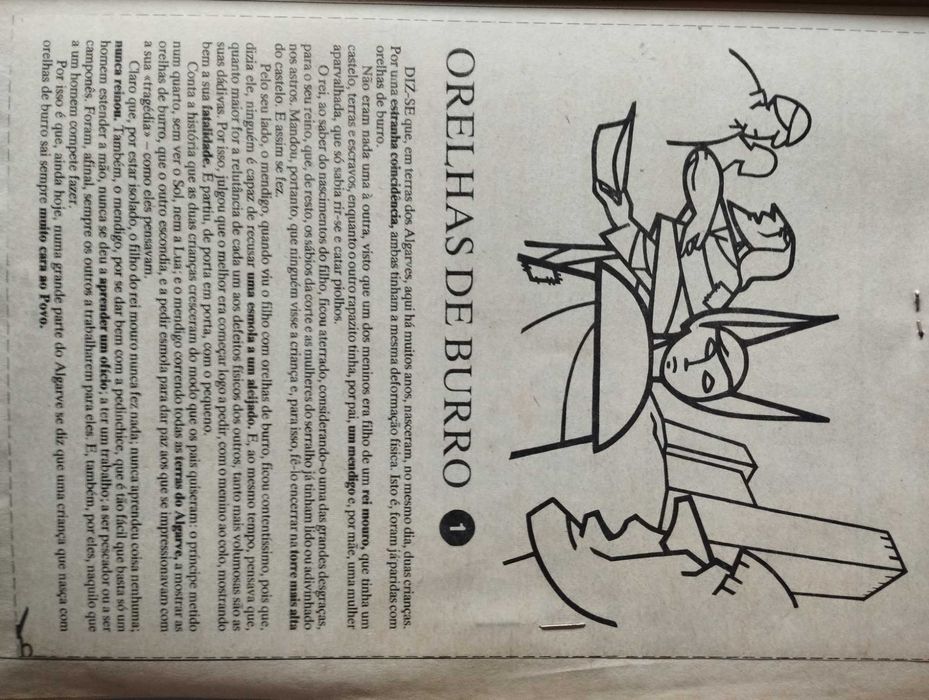 ORELHAS DE BURRO 1
DIZ-SE que, em terras dos Algarves, aqui há muitos anos, nasceram, no mesmo dia, duas crianças.
Por una estranha coincidência, ambas tinham a mesma deformação física. Isto é, foram já paridas com
orelhas de burro.
Não eram nada uma à outra, visto que um dos meninos era filho de um rei mouro, que tinha um
castelo, terras e escravos, enquanto o outro rapazito tinha, por pai, um mendigo e, por mãe, uma mulher
aparvalhada, que só sabia rir-se e catar piolhos.
O rei, ao saber do nascimentos do filho, ficou aterrado, considerando-o uma das grandes desgraças,
para o seu reino, que, de resto, os sábios da corte e as mulheres do serralho já tinham lido ou adivinhado
nos astros. Mandou, portanto, que ninguém visse a criança e, para isso, fê-lo encerrar na torre mais alta
do castelo. E assim se fez.
Pelo seu lado, o mendigo, quando viu o filho com orelhas de burro, ficou contentíssimo, pois que,
dizia ele, ninguém é capaz de recusar uma esmola a um aleijado. E, ao mesmo tempo, pensava que,
quanto maior for a relutância de cada um aos defeitos físicos dos outros, tanto mais volumosas são as
suas dádivas. Por isso, julgou que o melhor era começar logo a pedir, com o menino ao colo, mostrando
bem a sua fatalidade. E partiu, de porta em porta, com o pequeno.
Conta a história que as duas crianças cresceram do modo que os pais quiseram: o príncipe metido
num quarto, sem ver o Sol, nem a Lua; e o mendigo correndo todas as terras do Algarve, a mostrar as
orelhas de burro, que o outro escondia, e a pedir esmola para dar paz aos que se impressionavam com
a sua «tragédia» – como eles pensavam.
Claro que, por estar isolado, o filho do rei mouro nunca fez nada; nunca aprendeu coisa nenhuma;
nunca reinou. Também, o mendigo, por se dar bem com a pedinchice, que é tão fácil que basta só um
homem estender a mão, nunca se deu a aprender um ofício; a ter um trabalho; a ser pescador ou a ser
camponês. Foram, afinal, sempre os outros a trabalharem para eles. E, também, por eles, naquilo que
a um homem compete fazer.
Por isso é que, ainda hoje, numa grande parte do Algarve se diz que uma criança que nasça com
orelhas de burro sai sempre muito cara ao Povo.